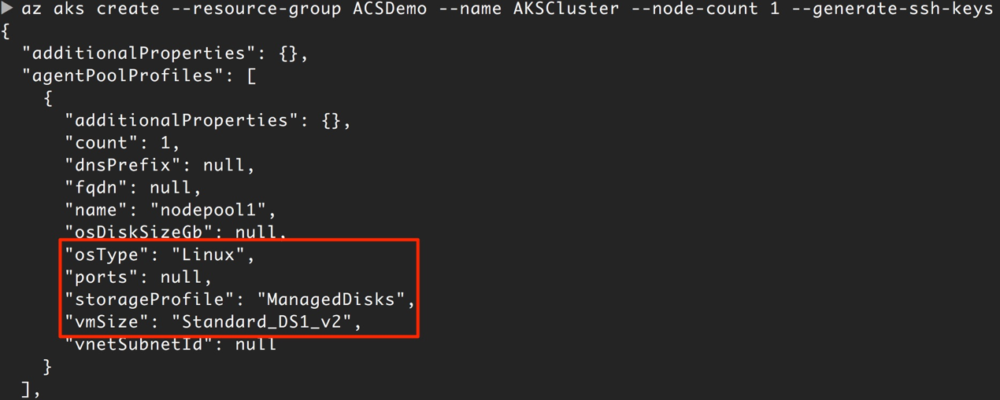 az aks create --resource-group ACSDemo --name AKSCluster --node-count 1 --generate-ssh-keys
{
  "additionalProperties": {},
  "agentPoolProfiles": [
    {
      "additionalProperties": {},
      "count": 1,
      "dnsPrefix": null,
      "fqdn": null,
      "name": "nodepool1",
      "osDiskSizeGb": null,
      "osType": "Linux",
      "ports": null,
      "storageProfile": "ManagedDisks",
      "vmSize": "Standard_DS1_v2",
      "vnetSubnetId": null
    }
  ],